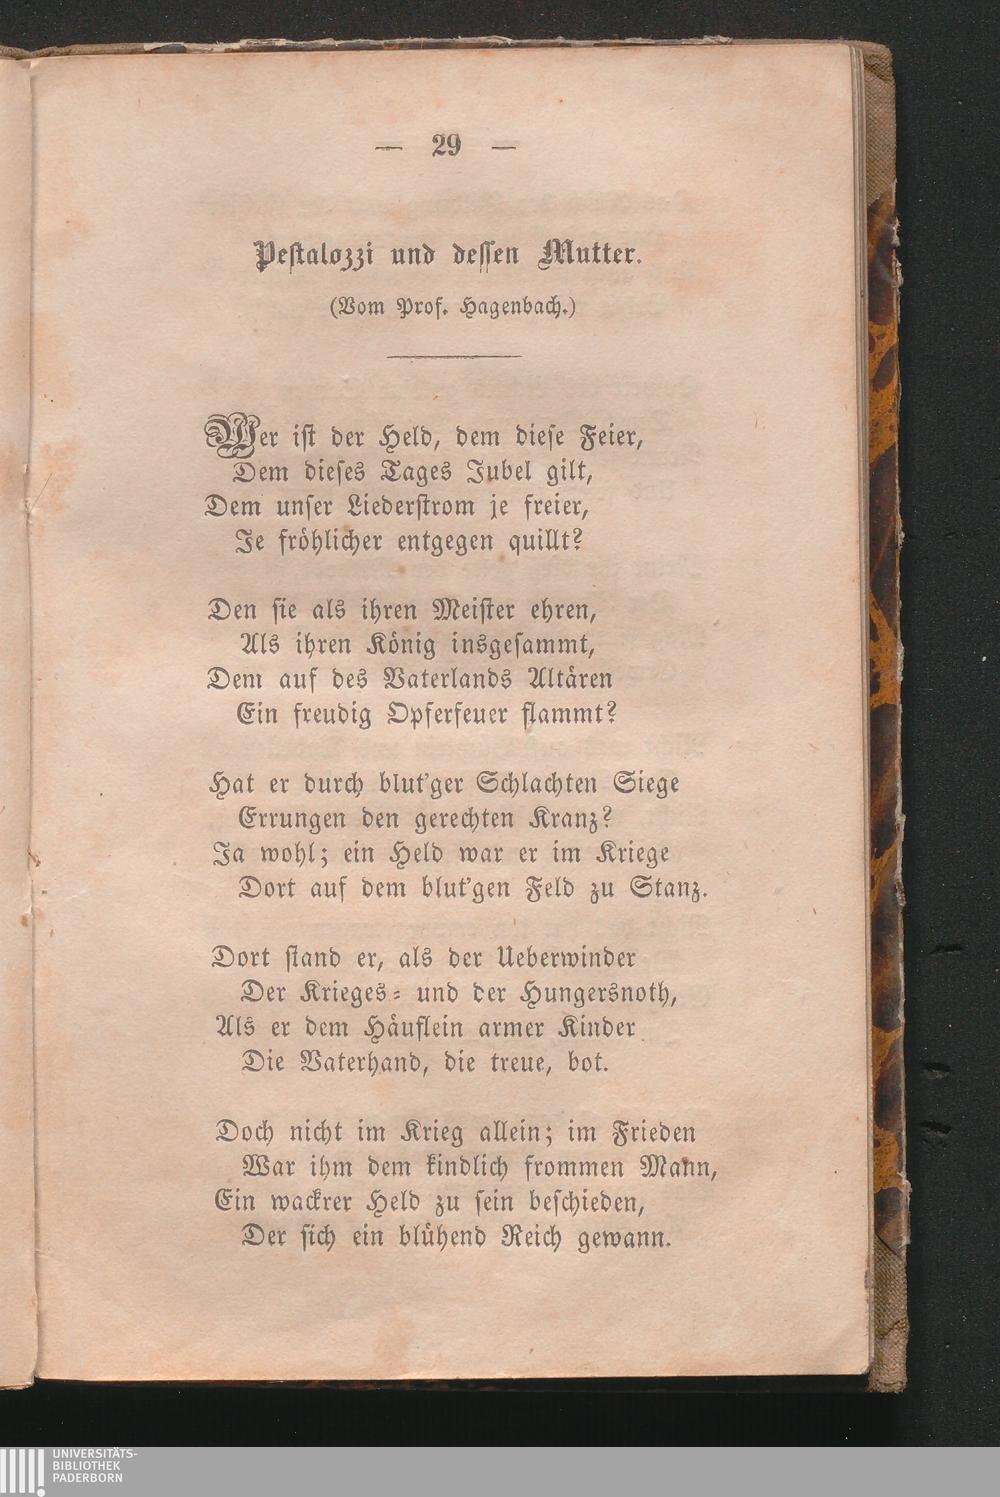 — 29 —
Pestalozzi und dessen Mutter.
(Vom Prof. Hagenbach.)
Wer ist der Held, dem diese Feier,
Dem dieses Tages Jubel gilt,
Dem unser Liederstrom je freier,
Je fröhlicher entgegen quillt?
Den sie als ihren Meister ehren,
Als ihren König insgesammt,
Dem auf des Vaterlands Altären
Ein freudig Opferfeuer flammt?
Hat er durch blut'ger Schlachten Siege
Errungen den gerechten Kranz?
Ja wohl; ein Held war er im Kriege
Dort auf dem blut'gen Feld zu Stanz.
Dort stand er, als der Ueberwinder
Der Krieges- und der Hungersnoth,
Als er dem Häuflein armer Kinder
Die Vaterhand, die treue, bot.
Doch nicht im Krieg allein; im Frieden
War ihm dem kindlich frommen Mann,
Ein wackrer Held zu sein beschieden,
Der sich ein blühend Reich gewann.
UNIVERSITÄTS-
BIBLIOTHEK
PADERBORN